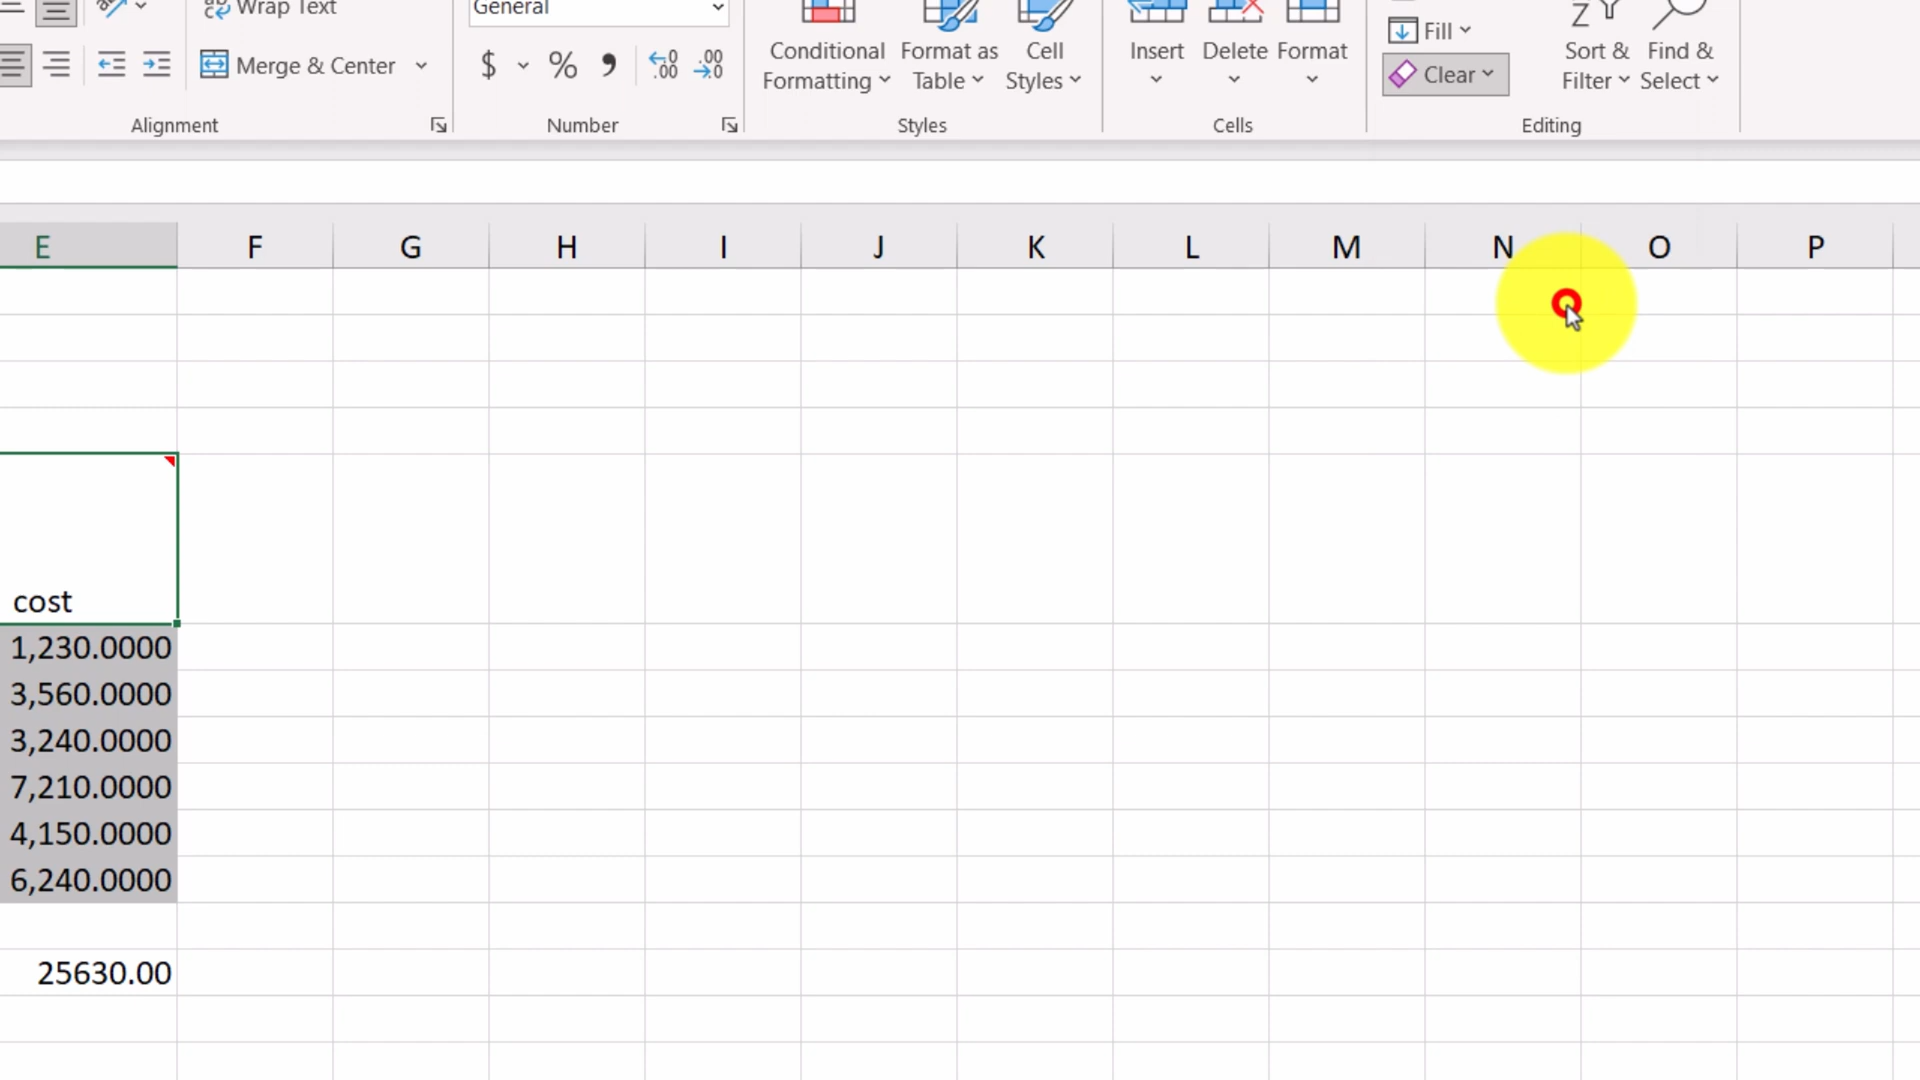 Wrap Text
General
Merge & Center
$ % , .00 .00
Conditional Formatting
Format as Table
Cell Styles
Insert
Delete
Format
Fill
Clear
Sort & Filter
Find & Select
Alignment
Number
Styles
Cells
Editing
E F G H I J K L M N O P
cost
1,230.0000
3,560.0000
3,240.0000
7,210.0000
4,150.0000
6,240.0000
25630.00